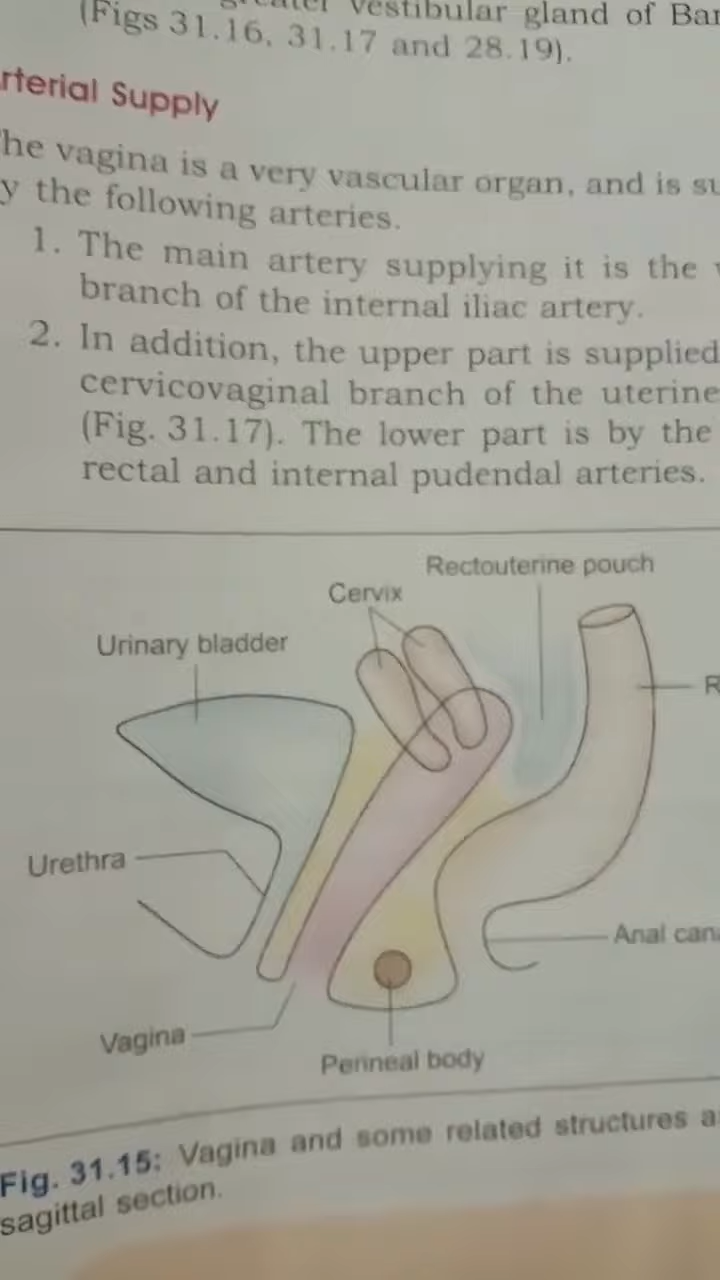 vestibular gland of
(Figs 31.16, 31.17 and 28.19).
Supply
vagina is a very vascular organ, and is
the following arteries.
1. The main artery supplying it is the
branch of the internal iliac artery.
2. In addition, the upper part is supplied
cervicovaginal branch of the uterine
(Fig. 31.17). The lower part is by the
rectal and internal pudendal arteries.
Rectouterine pouch
Cervix
Urinary bladder
R
Urethra
Anal
Vagina
Perineal body
Fig. 31.15: Vagina and some related structures
sagittal section.